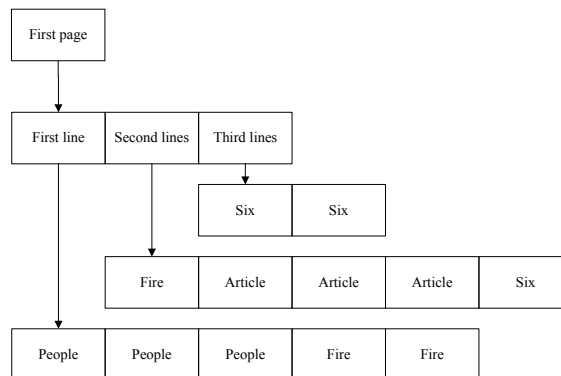 First page
First line Second lines Third lines
Six Six
Fire Article Article Article Six
People People People Fire Fire